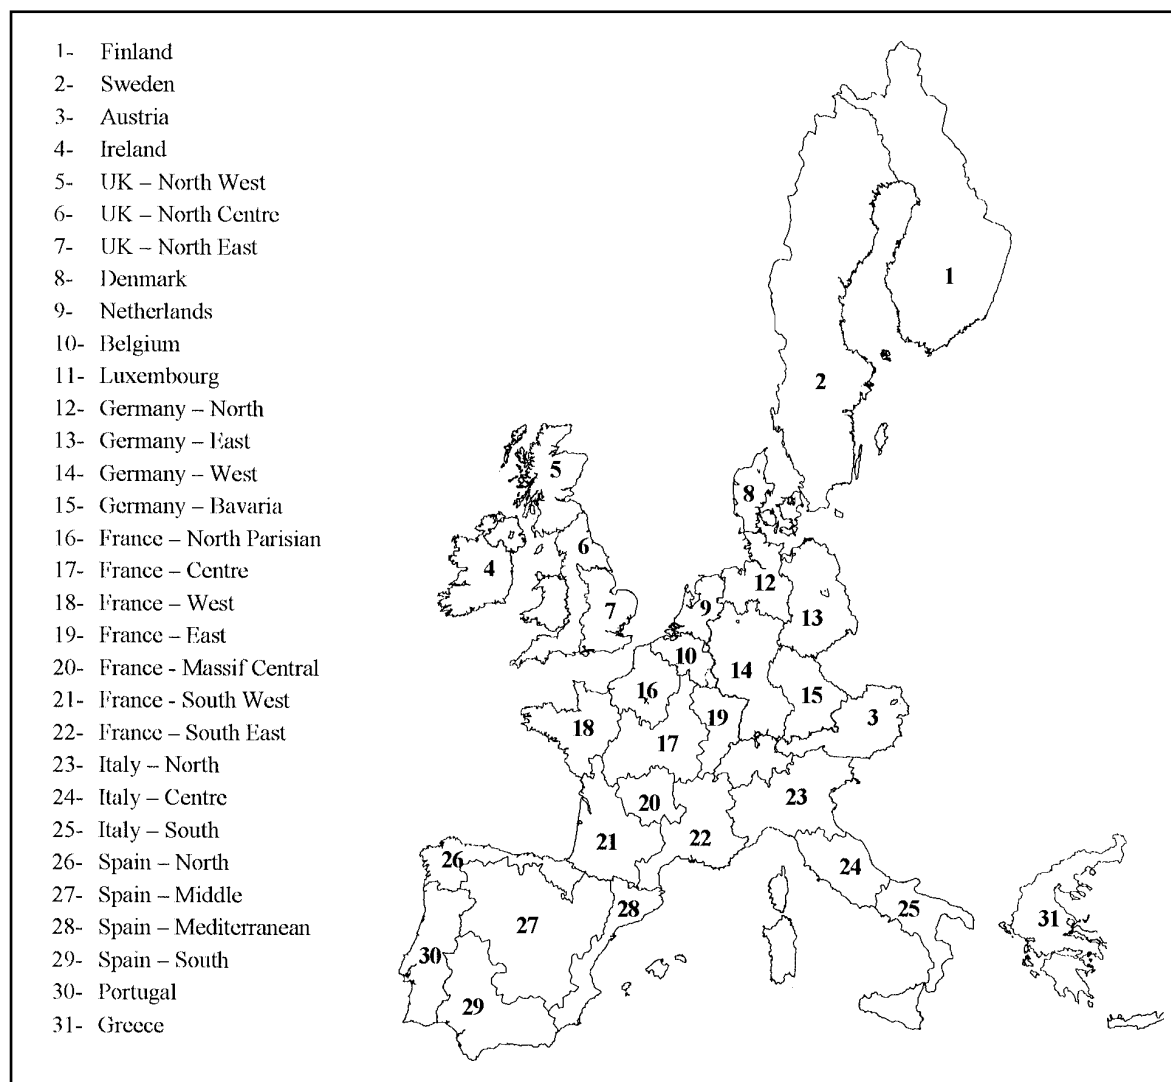 1- Finland
2- Sweden
3- Austria
4- Ireland
5- UK – North West
6- UK – North Centre
7- UK – North East
8- Denmark
9- Netherlands
10- Belgium
11- Luxembourg
12- Germany – North
13- Germany – East
14- Germany – West
15- Germany – Bavaria
16- France – North Parisian
17- France – Centre
18- France – West
19- France – East
20- France - Massif Central
21- France - South West
22- France – South East
23- Italy – North
24- Italy – Centre
25- Italy – South
26- Spain – North
27- Spain – Middle
28- Spain – Mediterranean
29- Spain – South
30- Portugal
31- Greece
1
2
5
8
6
4
12
7
9
13
10
14
16
15
19
3
18
17
23
20
21
22
26
24
28
25
31
27
30
29